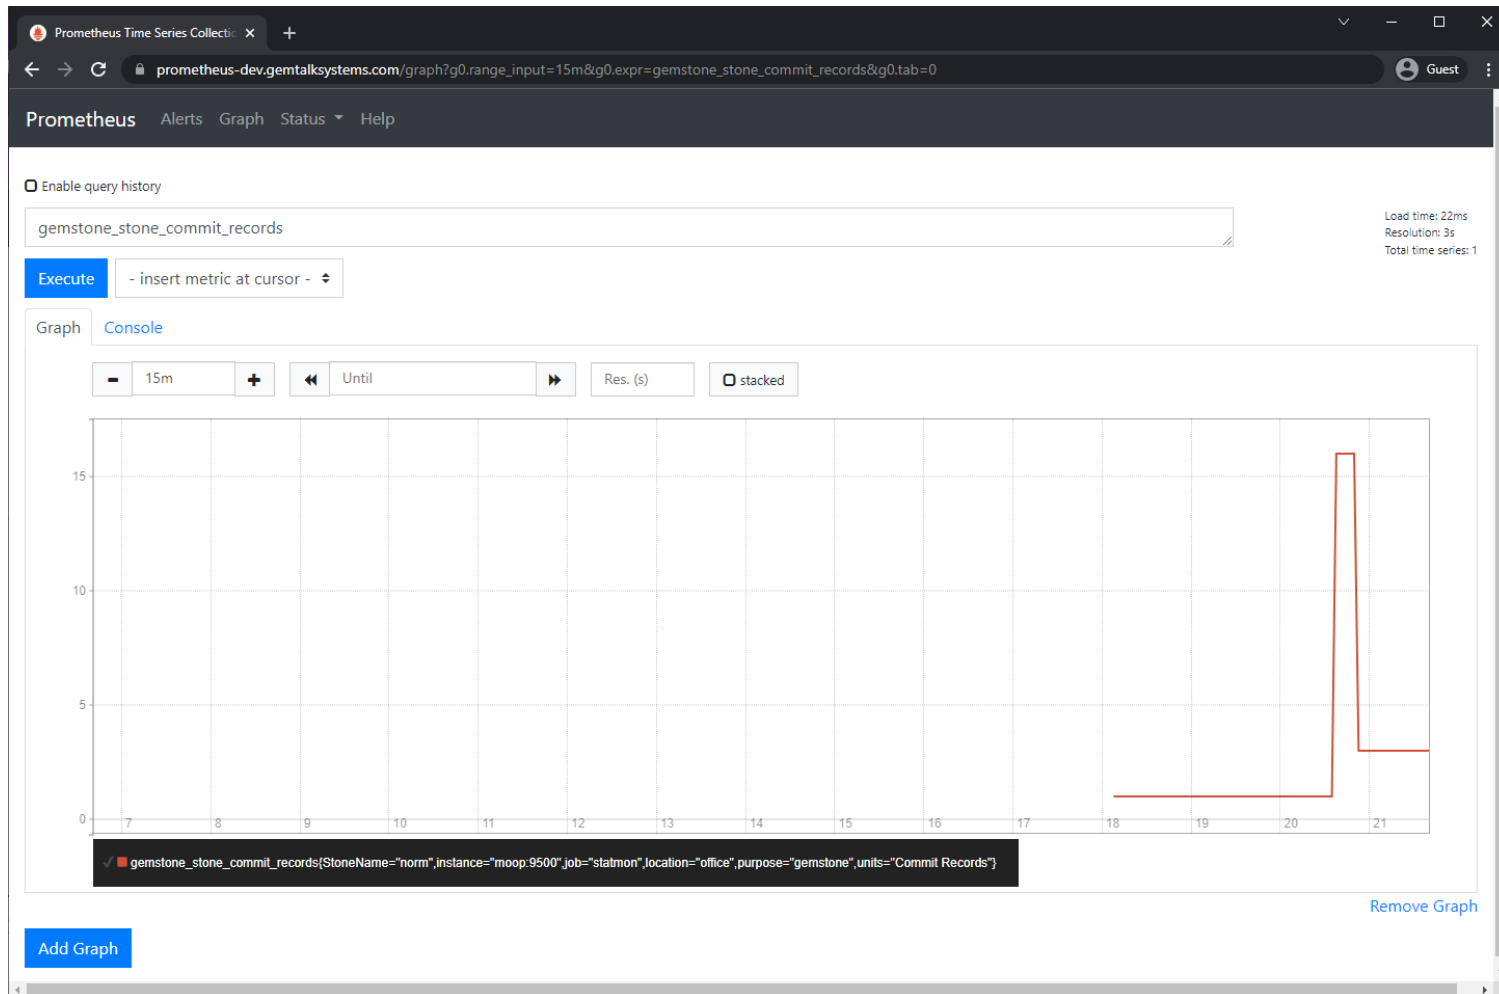 Prometheus Time Series Collectic
prometheus-dev.gemtalksystems.com/graph?g0.range_input=15m&g0.expr=gemstone_stone_commit_records&g0.tab=0
Guest
Prometheus Alerts Graph Status Help
Enable query history
gemstone_stone_commit_records
Load time: 22ms
Resolution: 3s
Total time series: 1
Execute
- insert metric at cursor -
Graph Console
15m
Until
Res. (s)
stacked
15
10
5
0
7 8 9 10 11 12 13 14 15 16 17 18 19 20 21
gemstone_stone_commit_records{StoneName="norm",instance="moop:9500",job="statmon",location="office",purpose="gemstone",units="Commit Records"}
Remove Graph
Add Graph